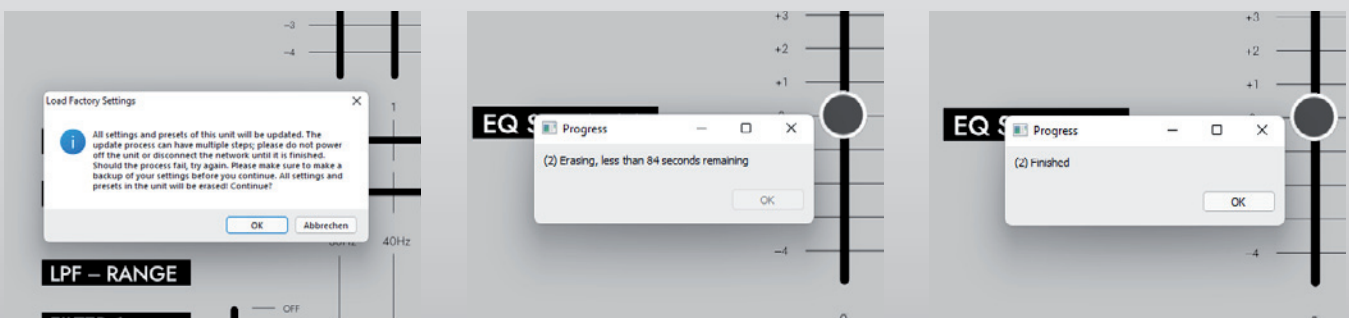 −3
−4
Load Factory Settings
1
All settings and presets of this unit will be updated. The
update process can have multiple steps; please do not power
off the unit or disconnect the network until it is finished.
Should the process fail, try again. Please make sure to make a
backup of your settings before you continue. All settings and
presets in the unit will be erased! Continue?
OK Abbrechen
40Hz
LPF – RANGE
OFF
+3
+2
+1
EQ
Progress
(2) Erasing, less than 84 seconds remaining
OK
−4
+3
+2
+1
EQ
Progress
(2) Finished
OK
−4